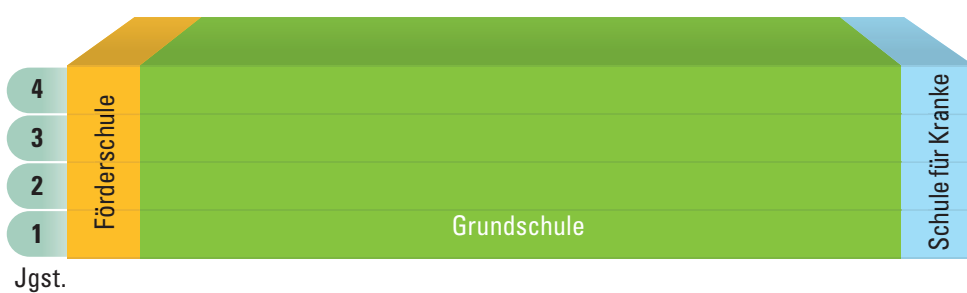 4
3
2
1
Jgst.
Förderschule
Grundschule
Schule für Kranke